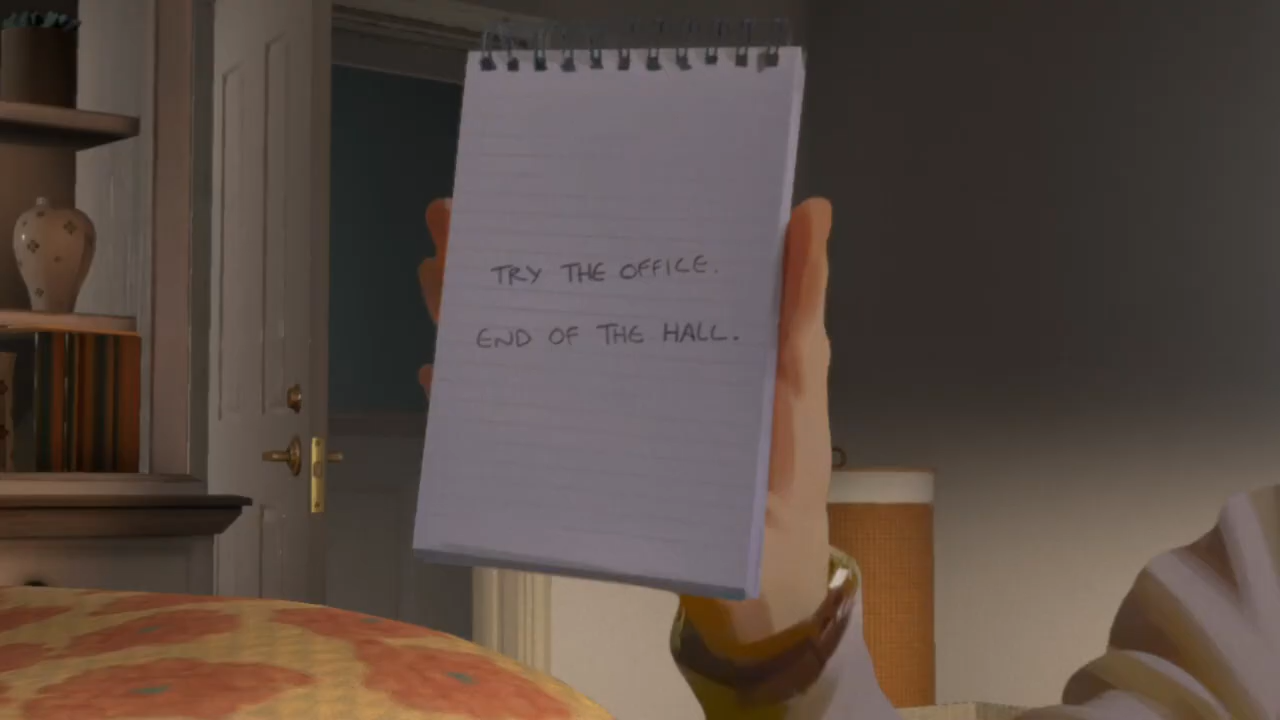 TRY THE OFFICE.
END OF THE HALL.